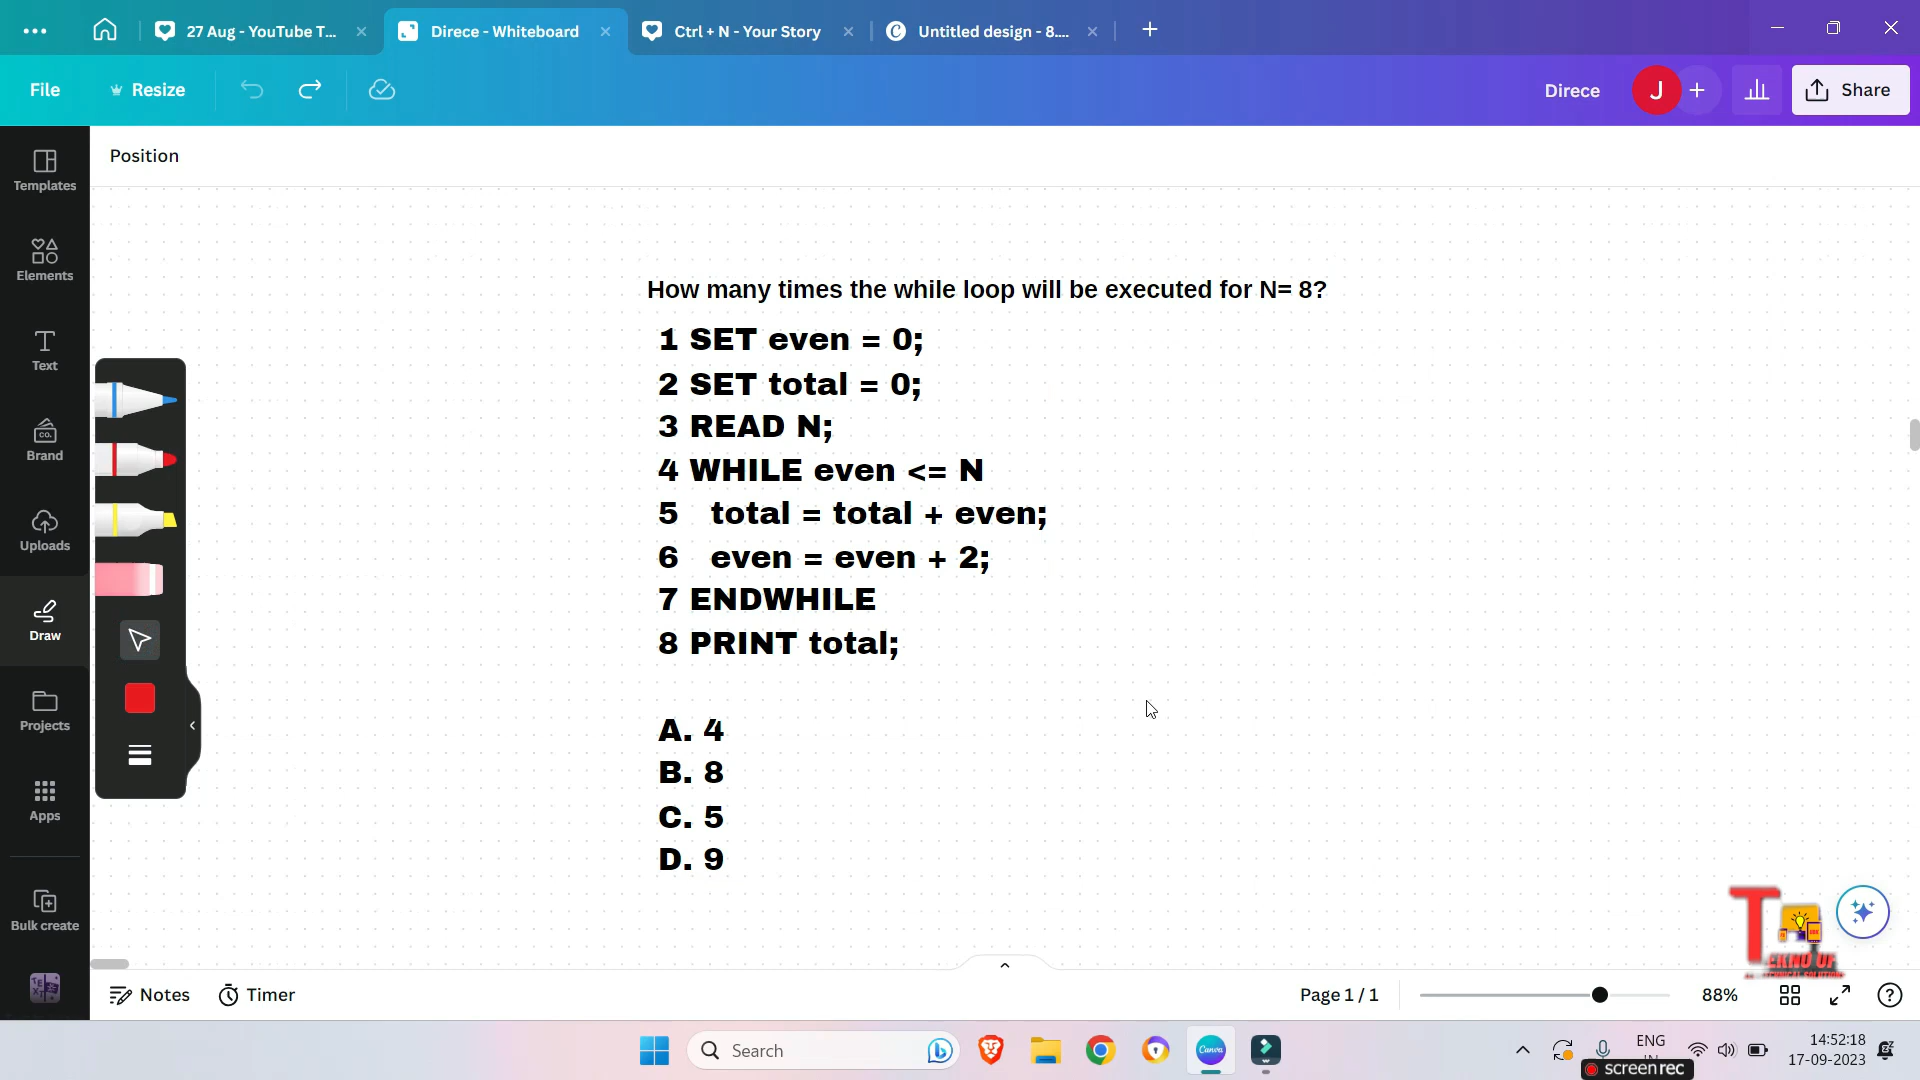 27 Aug - YouTube T...
Direce - Whiteboard
Ctrl + N - Your Story
Untitled design - 8....
File
Resize
Direce
J
Share
Position
Templates
Elements
Text
CO.
Brand
Uploads
Draw
Projects
Apps
Bulk create
How many times the while loop will be executed for N= 8?
1 SET even = 0;
2 SET total = 0;
3 READ N;
4 WHILE even <= N
5 total = total + even;
6 even = even + 2;
7 ENDWHILE
8 PRINT total;
A. 4
B. 8
C. 5
D. 9
Notes
Timer
Page 1 / 1
88%
Search
Canva
ENG
14:52:18
17-09-2023
screenrec